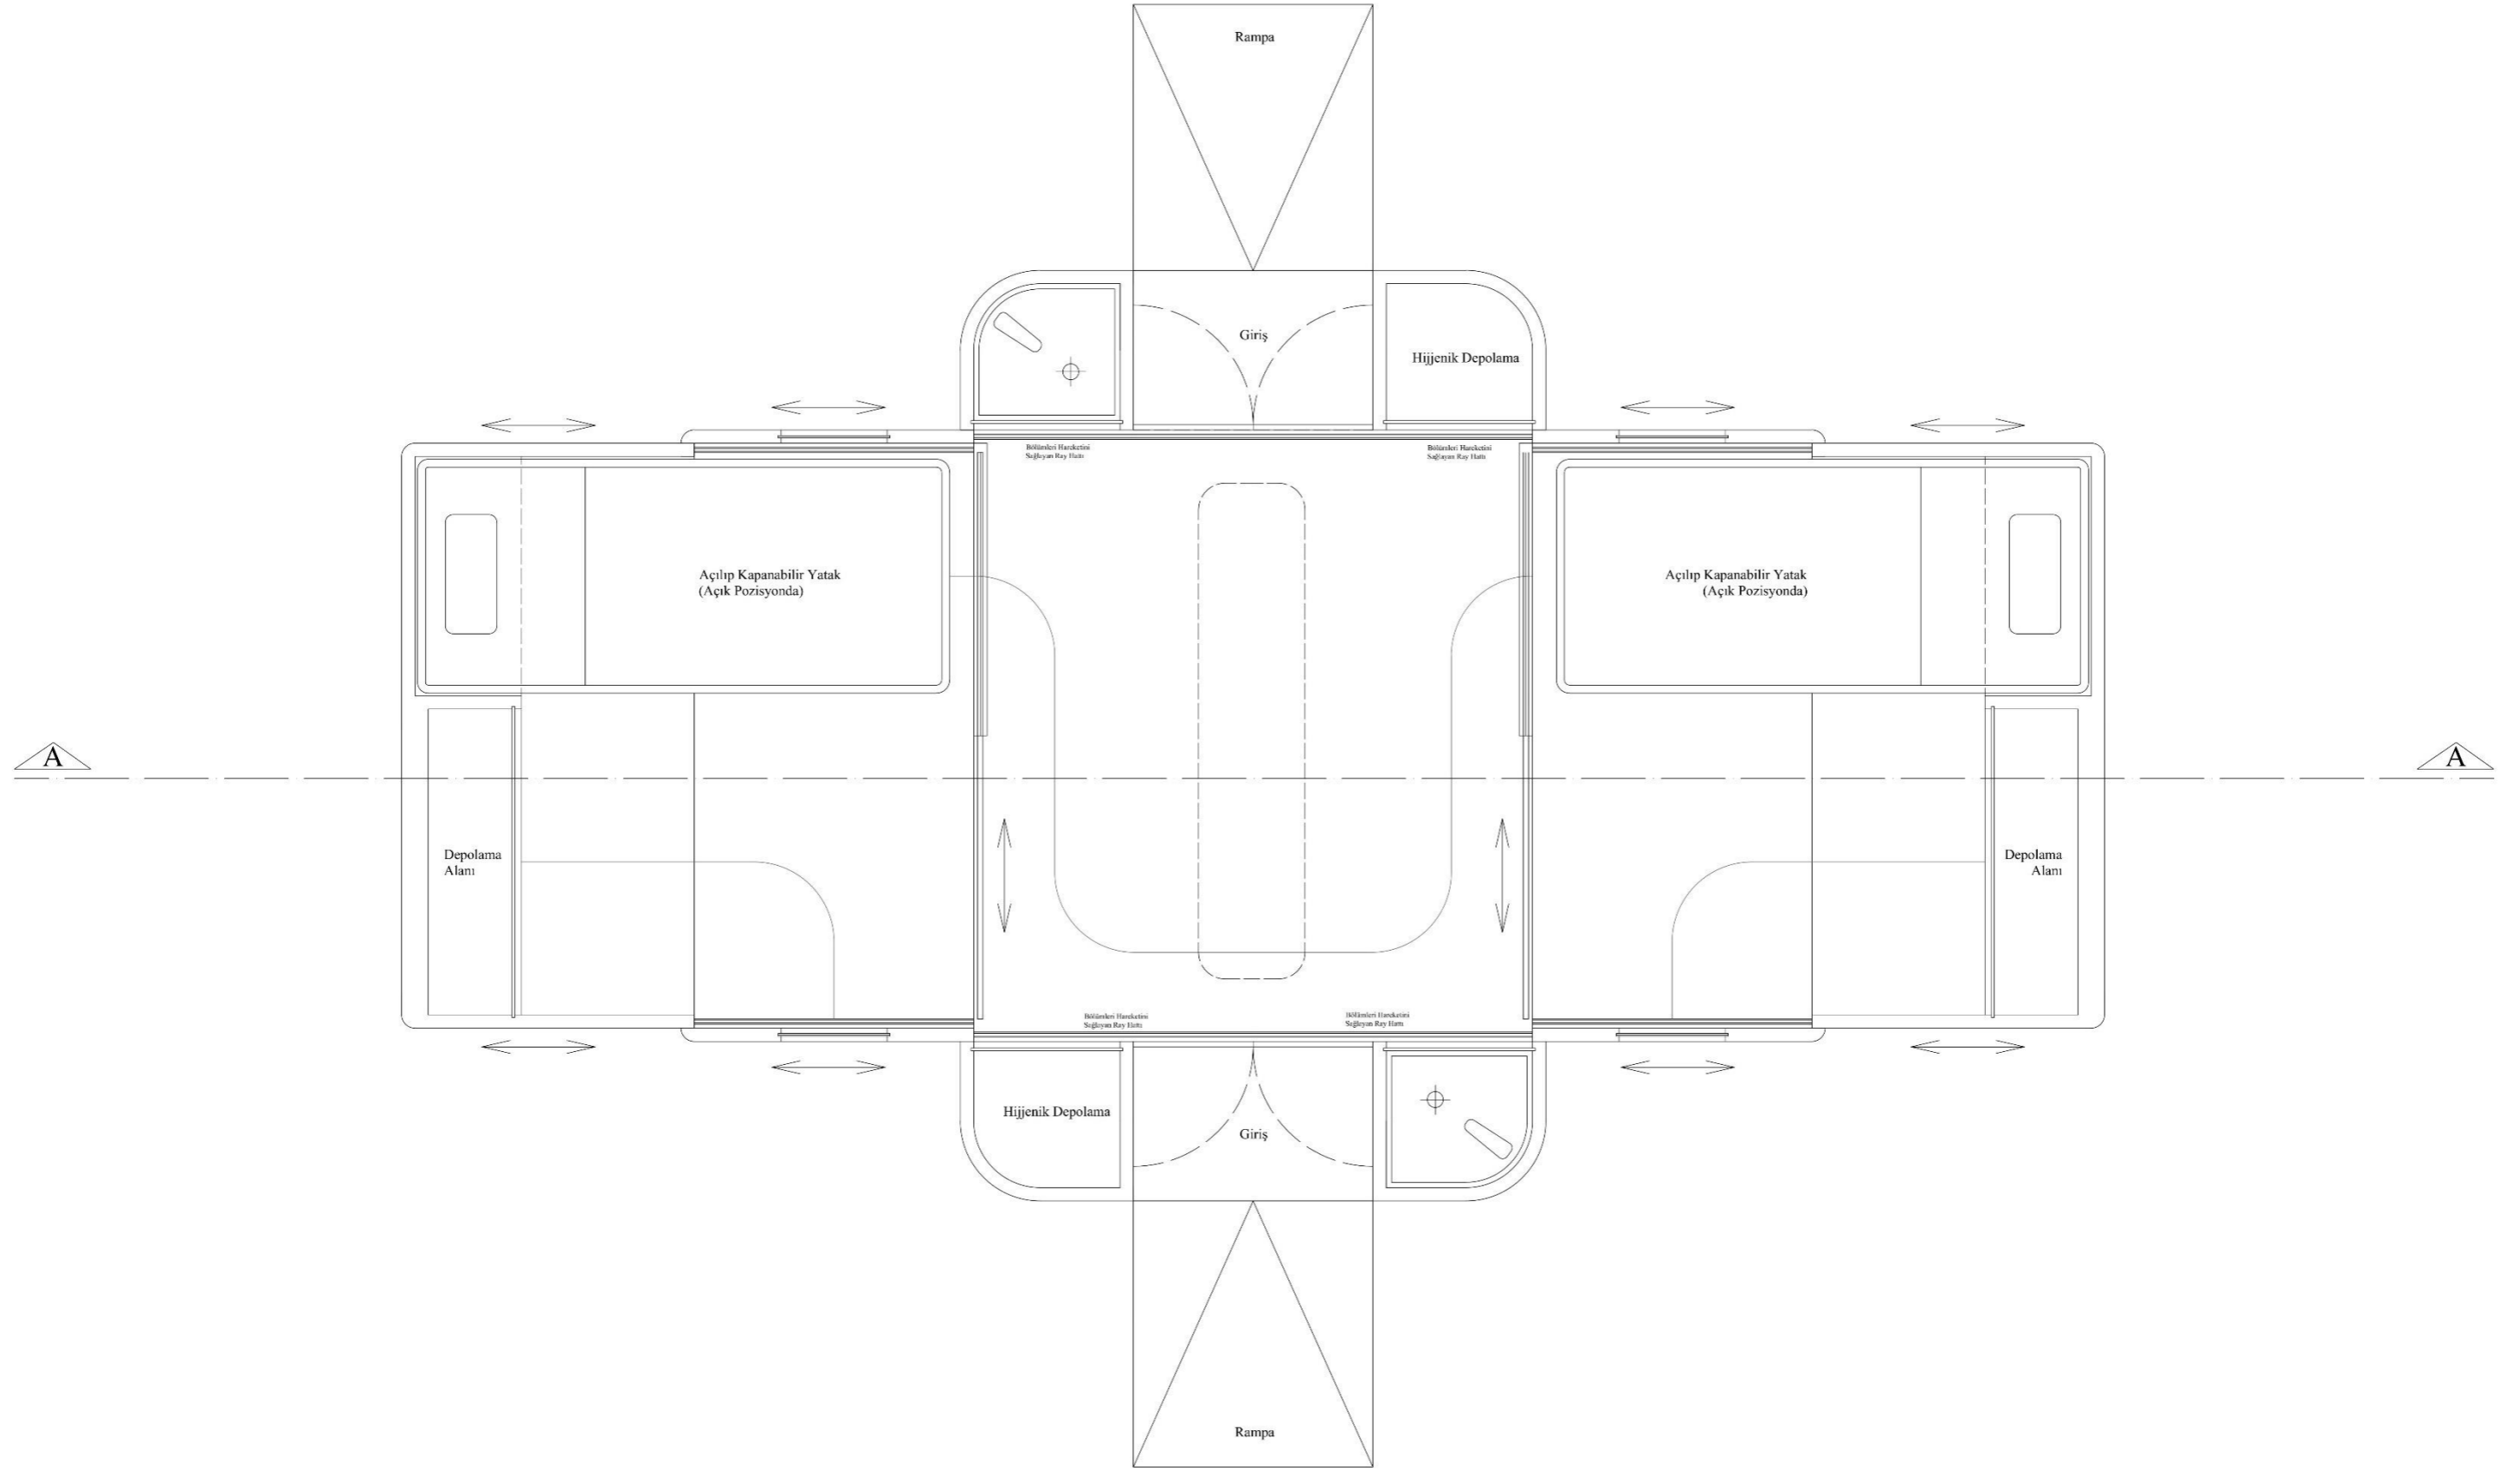 Rampa
Giriş
Hijjenik Depolama
Bölümleri Hareketini
Sağlayan Ray Hattı
Bölümleri Hareketini
Sağlayan Ray Hattı
Açılıp Kapanabilir Yatak
(Açık Pozisyonda)
Açılıp Kapanabilir Yatak
(Açık Pozisyonda)
A
A
Depolama
Alanı
Depolama
Alanı
Bölümleri Hareketini
Sağlayan Ray Hattı
Bölümleri Hareketini
Sağlayan Ray Hattı
Hijjenik Depolama
Giriş
Rampa